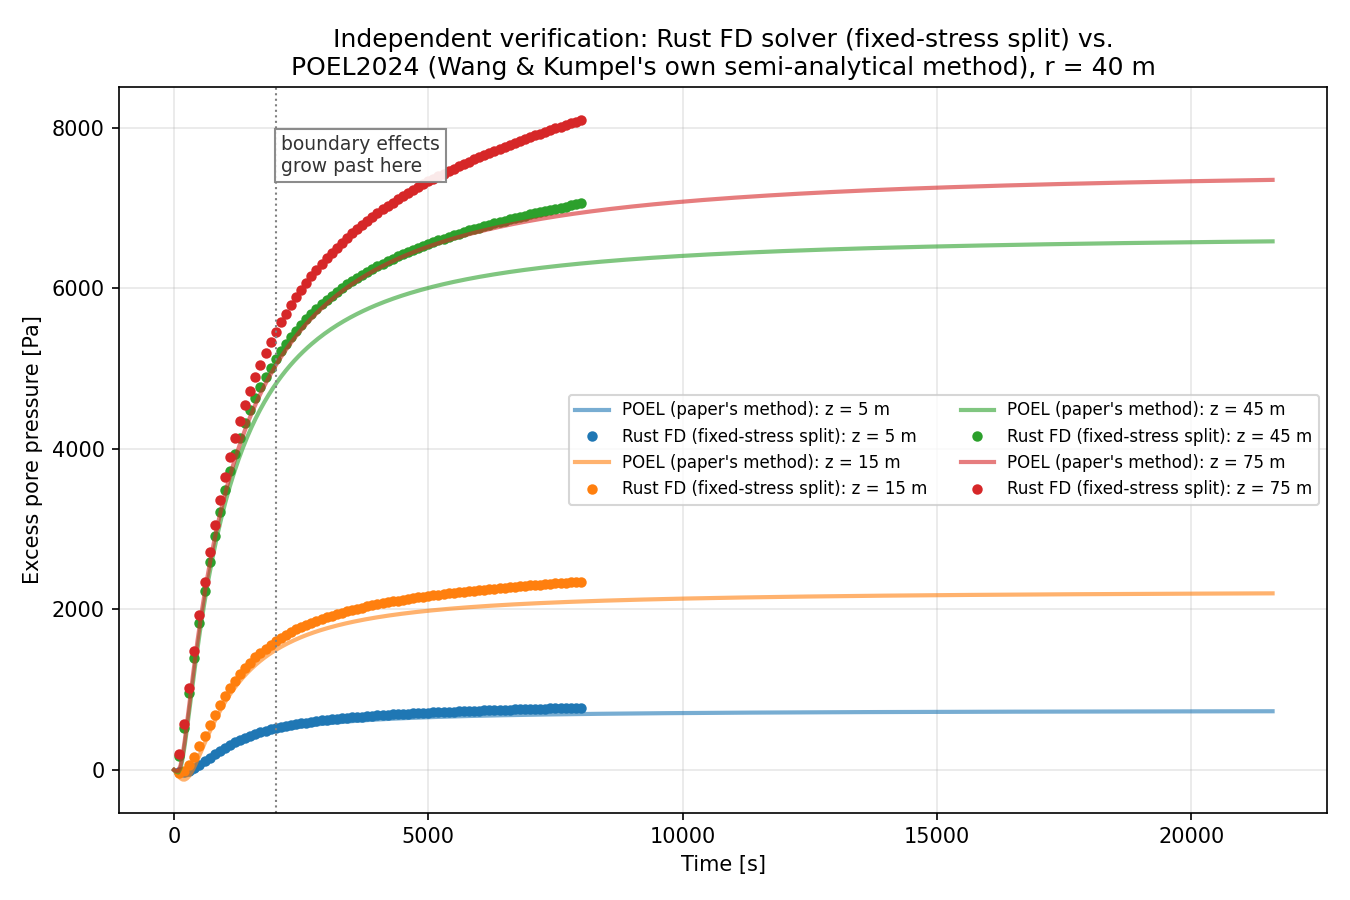 Independent verification: Rust FD solver (fixed-stress split) vs.
POEL2024 (Wang & Kumpel's own semi-analytical method), r = 40 m
boundary effects
grow past here
8000
6000
4000
2000
0
Excess pore pressure [Pa]
POEL (paper's method): z = 5 m
Rust FD (fixed-stress split): z = 5 m
POEL (paper's method): z = 15 m
Rust FD (fixed-stress split): z = 15 m
POEL (paper's method): z = 45 m
Rust FD (fixed-stress split): z = 45 m
POEL (paper's method): z = 75 m
Rust FD (fixed-stress split): z = 75 m
0 5000 10000 15000 20000
Time [s]